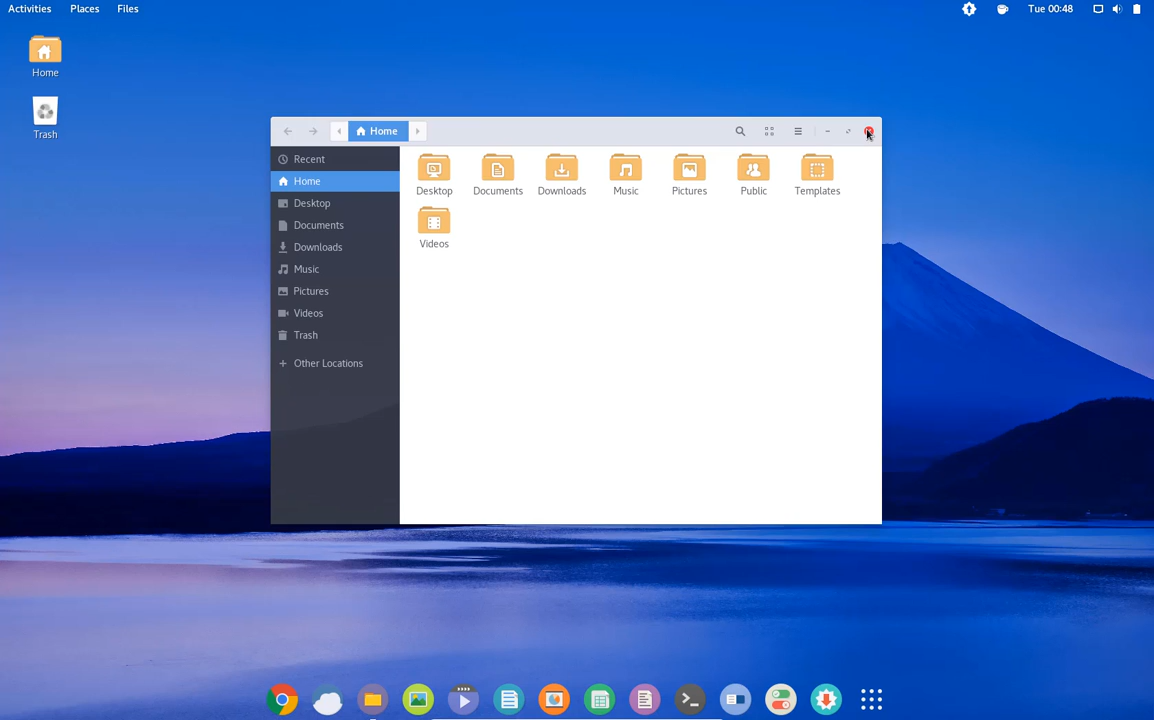 Activities Places Files Tue 00:48
Home
Trash
Home
Recent
Home
Desktop
Documents
Downloads
Music
Pictures
Videos
Trash
Other Locations
Desktop Documents Downloads Music Pictures Public Templates
Videos